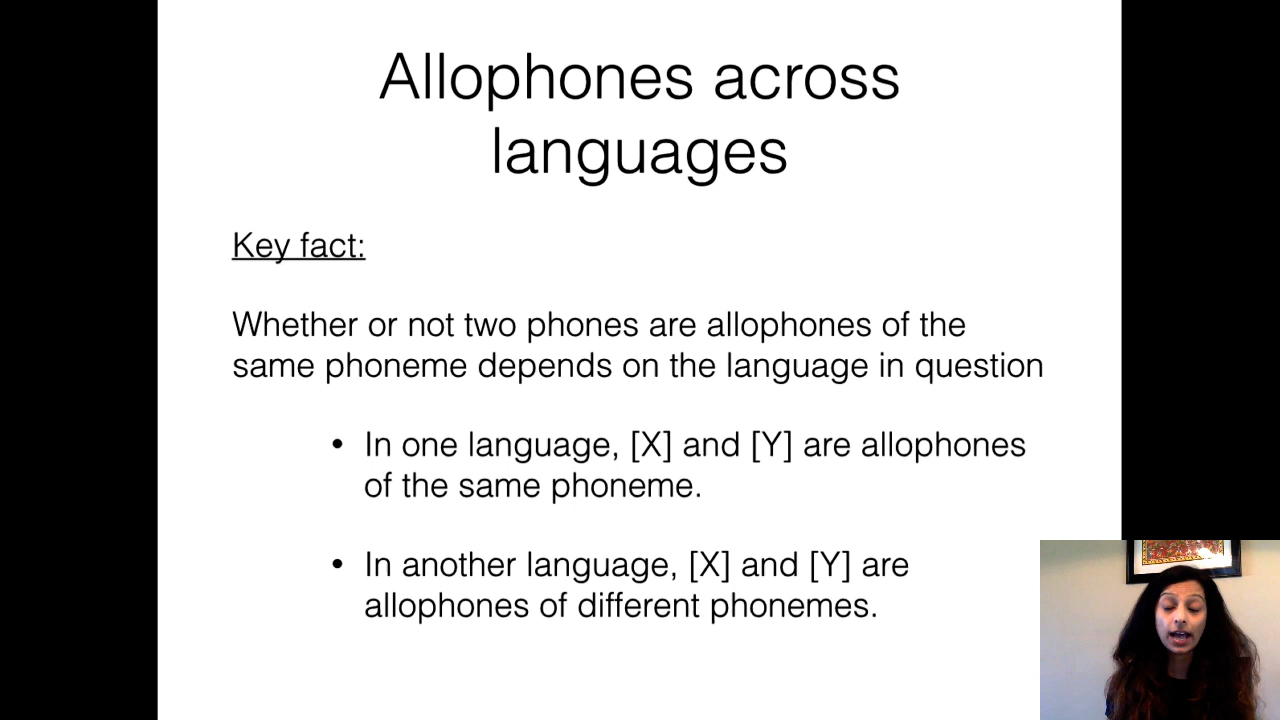 Allophones across
languages
Key fact:
Whether or not two phones are allophones of the
same phoneme depends on the language in question
• In one language, [X] and [Y] are allophones
of the same phoneme.
• In another language, [X] and [Y] are
allophones of different phonemes.